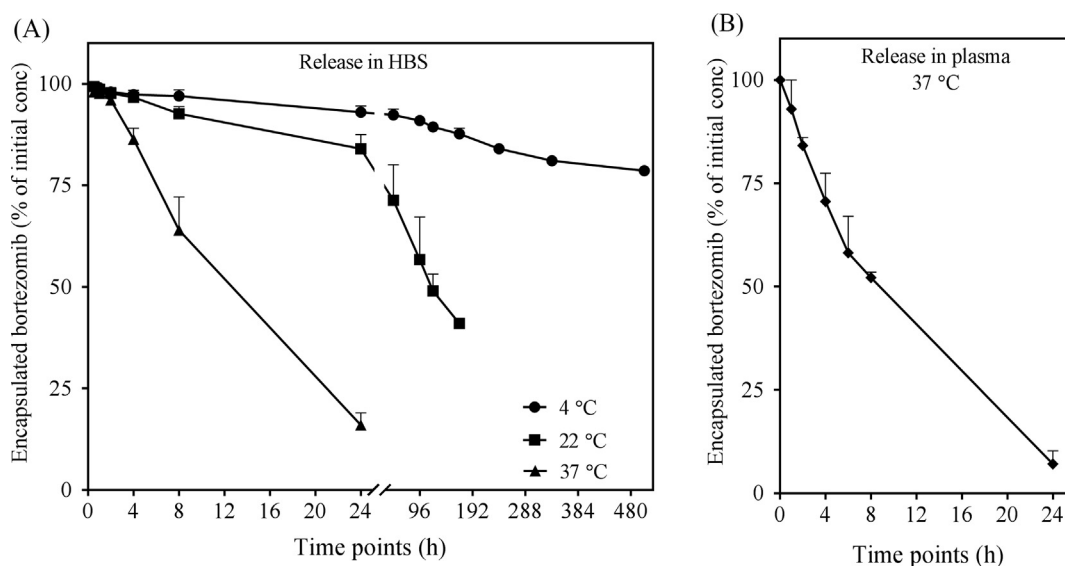 (A)
Release in HBS
Encapsulated bortezomib (% of initial conc)
100
75
50
25
0
4 °C
22 °C
37 °C
0 4 8 12 16 20 24 96 192 288 384 480
Time points (h)
(B)
Release in plasma
37 °C
Encapsulated bortezomib (% of initial conc)
100
75
50
25
0
0 4 8 12 16 20 24
Time points (h)